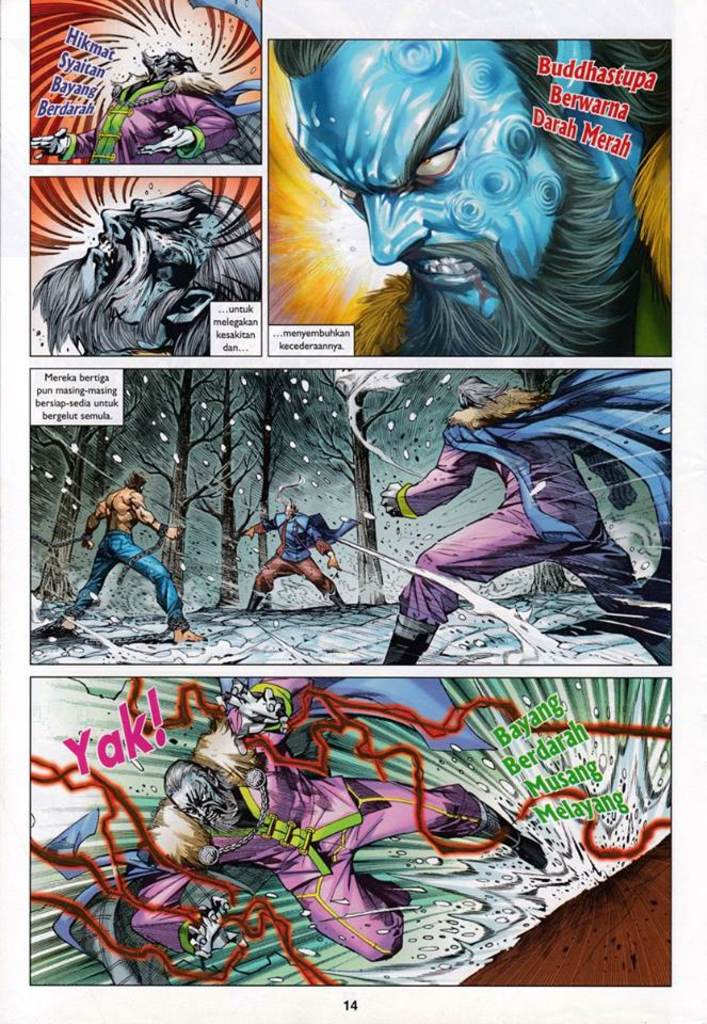 Hikmat
Syaitan
Bayang
Berdarah
Buddhastupa
Berwarna
Darah Merah
...untuk
melegakan
kesakitan
dan...
...menyembuhkan
kecederaannya.
Mereka bertiga
pun masing-masing
bersiap-sedia untuk
bergelut semula.
Yak!
Bayang
Berdarah
Musang
Melayang
14